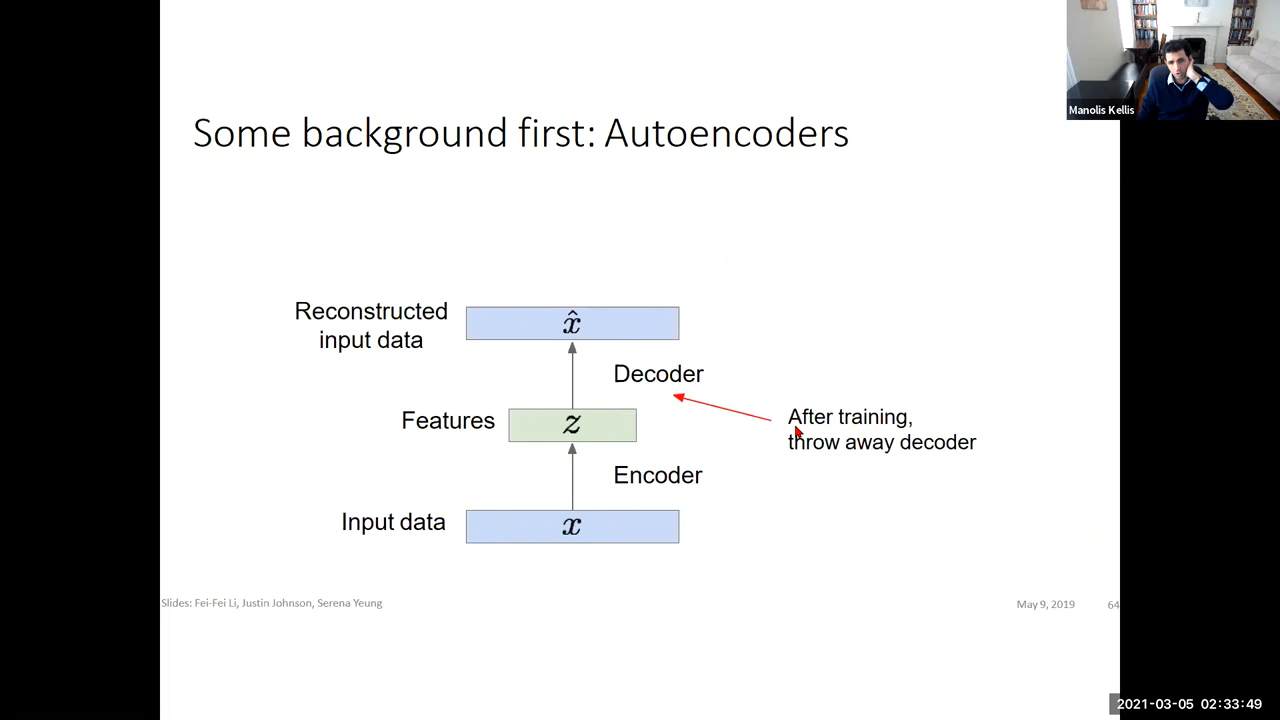 Manolis Kellis
Some background first: Autoencoders
Reconstructed
input data
x̂
Decoder
Features
z
After training,
throw away decoder
Encoder
Input data
x
Slides: Fei-Fei Li, Justin Johnson, Serena Yeung
May 9, 2019
64
2021-03-05 02:33:49